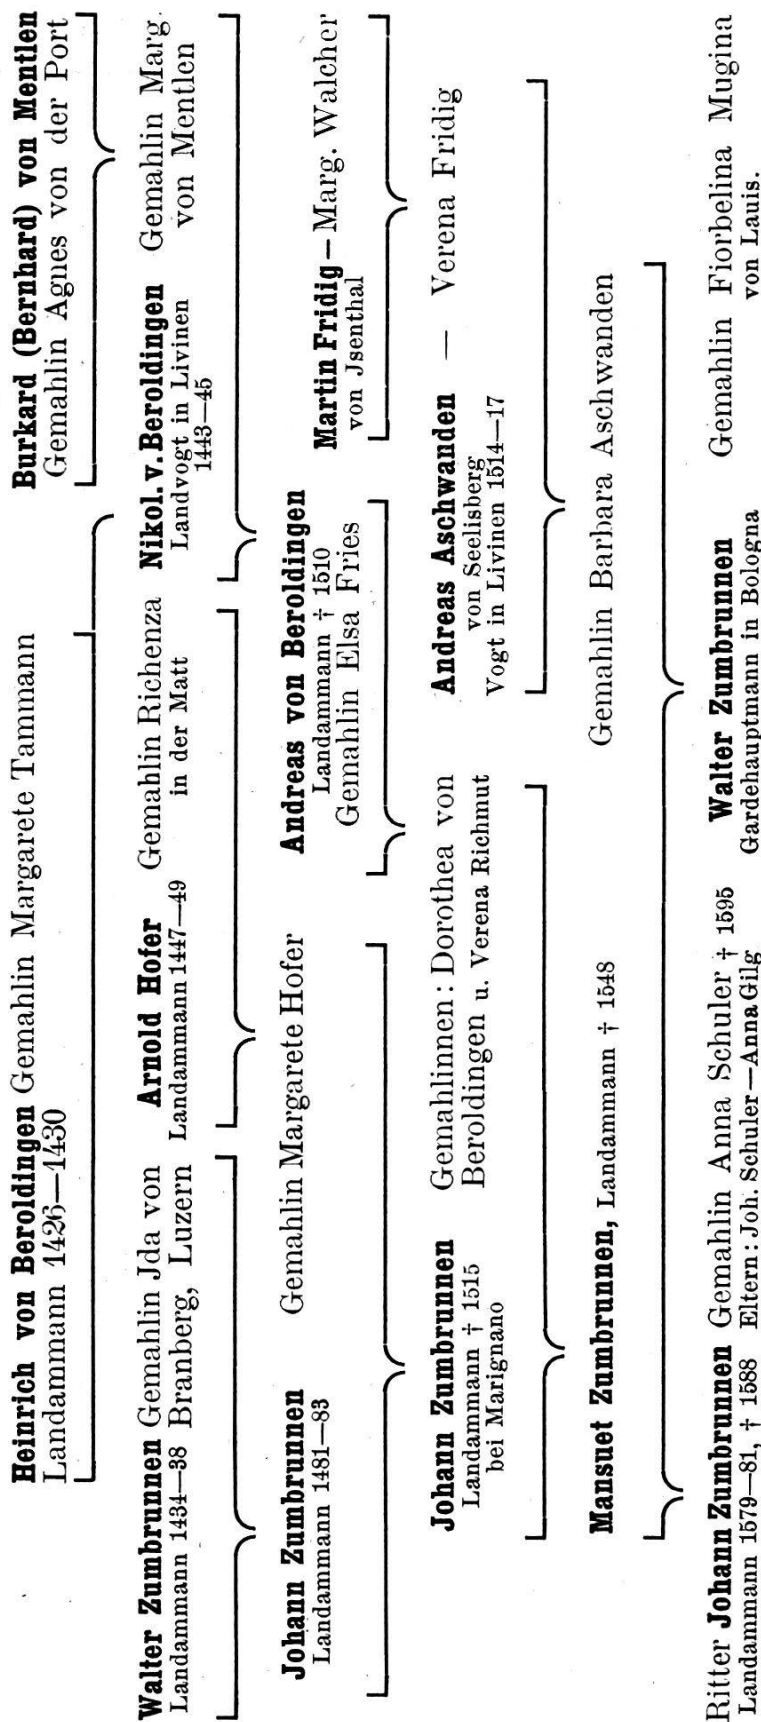 Heinrich von Beroldingen Gemahlin Margarete Tammann
Landammann 1426—1430
Burkard (Bernhard) von Mentlen
Gemahlin Agnes von der Port
Walter Zumbrunnen Gemahlin Jda von
Landammann 1434—38 Branberg, Luzern
Arnold Hofer Gemahlin Richenza
Landammann 1447—49 in der Matt
Nikol. v. Beroldingen Gemahlin Marg.
Landvogt in Livinen von Mentlen
1443—45
Johann Zumbrunnen Gemahlin Margarete Hofer
Landammann 1481—83
Andreas von Beroldingen
Landammann † 1510
Gemahlin Elsa Fries
Martin Fridig — Marg. Walcher
von Jsenthal
Johann Zumbrunnen Gemahlinnen: Dorothea von
Landammann † 1515 Beroldingen u. Verena Richmut
bei Marignano
Andreas Aschwanden — Verena Fridig
von Seelisberg
Vogt in Livinen 1514—17
Mansuet Zumbrunnen, Landammann † 1548 Gemahlin Barbara Aschwanden
Ritter Johann Zumbrunnen Gemahlin Anna Schuler † 1595
Landammann 1579—81, † 1588 Eltern: Joh. Schuler—Anna Gilg
Walter Zumbrunnen Gemahlin Fiorbelina Mugina
Gardehauptmann in Bologna von Lauis.